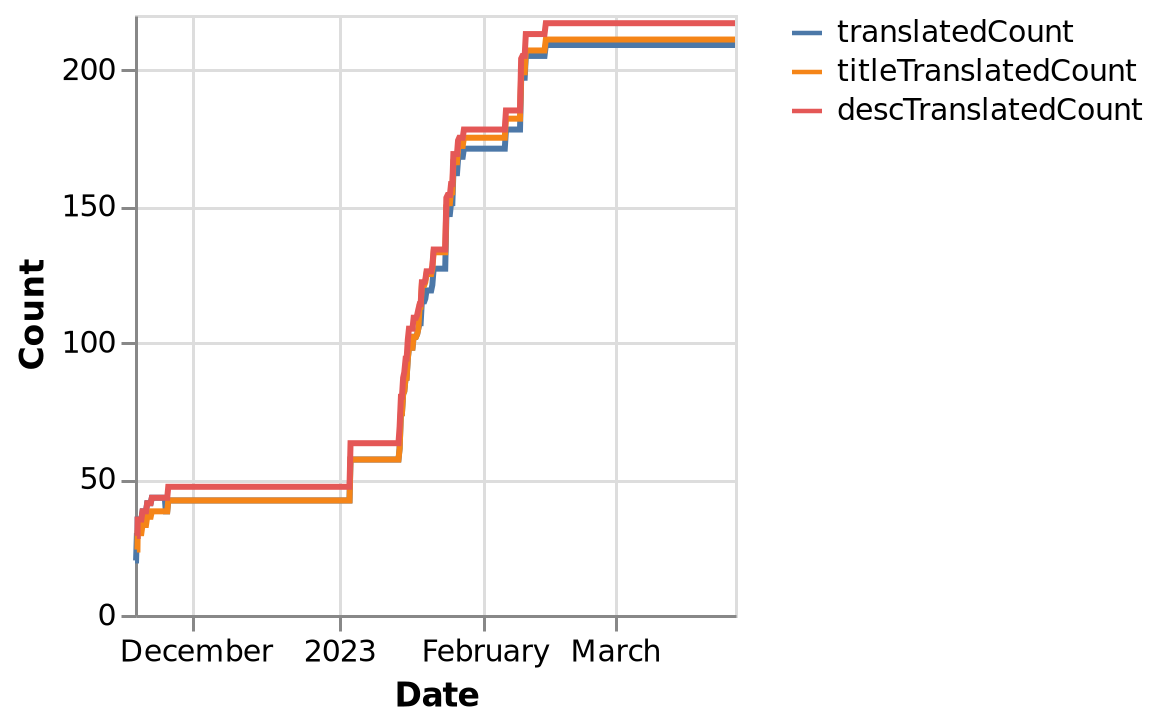 translatedCount
titleTranslatedCount
descTranslatedCount
200
150
100
50
0
Count
December 2023 February March
Date